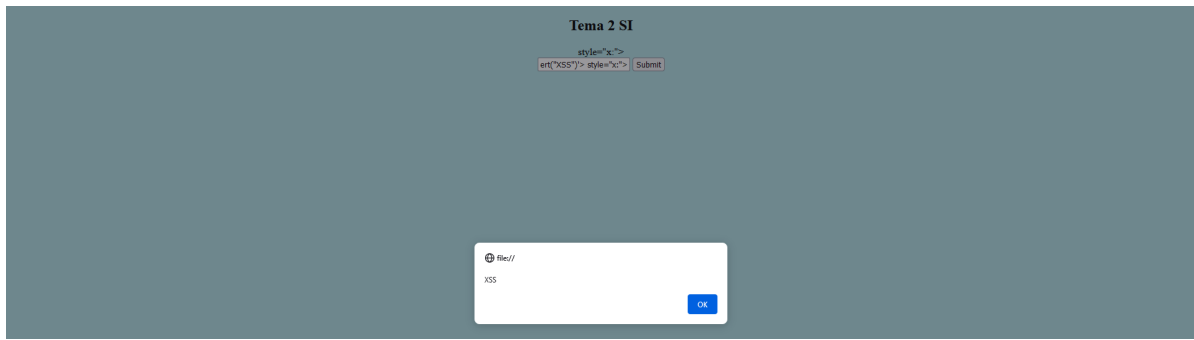 Tema 2 SI
style="x:">
ert("XSS")'> style="x:"> Submit
file://
XSS
OK